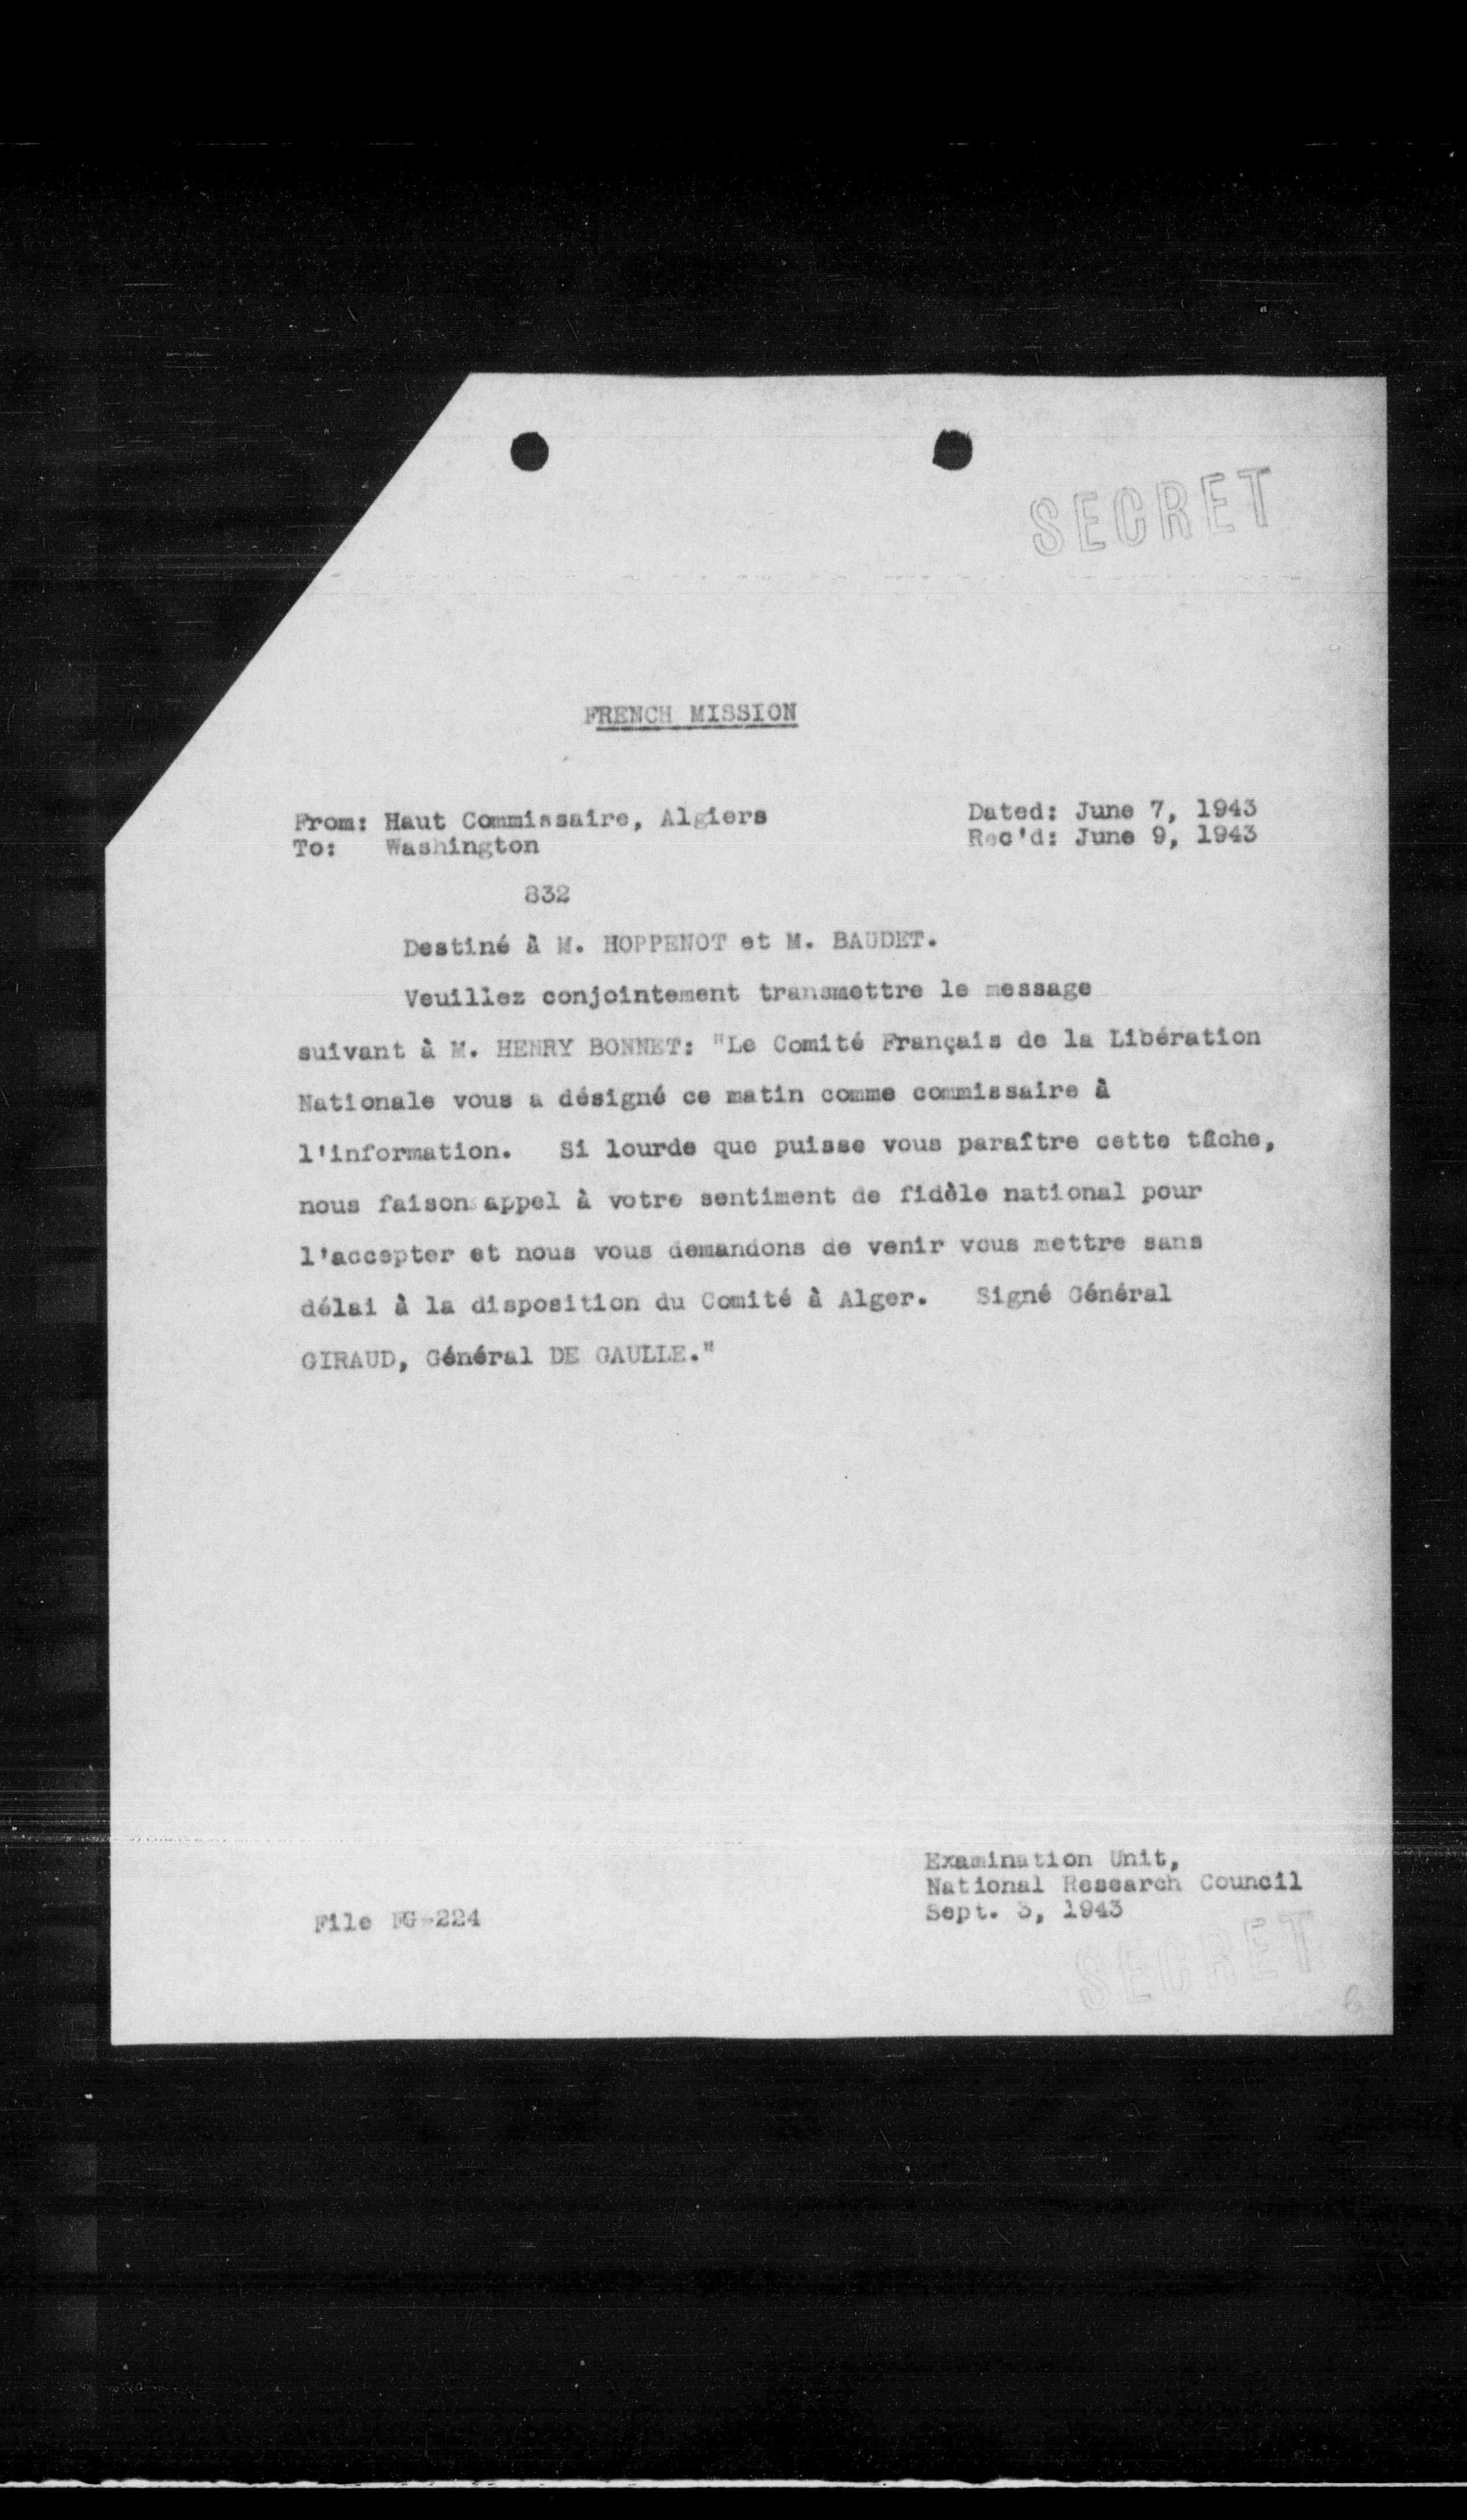 SECRET
FRENCH MISSION
From: Haut Commissaire, Algiers
Dated: June 7, 1943
To: Washington
Rec'd: June 9, 1943
832
Destiné à M. HOPPENOT et M. BAUDET.
Veuillez conjointement transmettre le message
suivant à M. HENRY BONNET: "Le Comité Français de la Libération
Nationale vous a désigné ce matin comme commissaire à
l'information. Si lourde que puisse vous paraître cette tâche,
nous faisons appel à votre sentiment de fidèle national pour
l'accepter et nous vous demandons de venir vous mettre sans
délai à la disposition du Comité à Alger. Signé Général
GIRAUD, Général DE GAULLE."
Examination Unit,
National Research Council
Sept. 3, 1943
File FG-224
SECRET
6